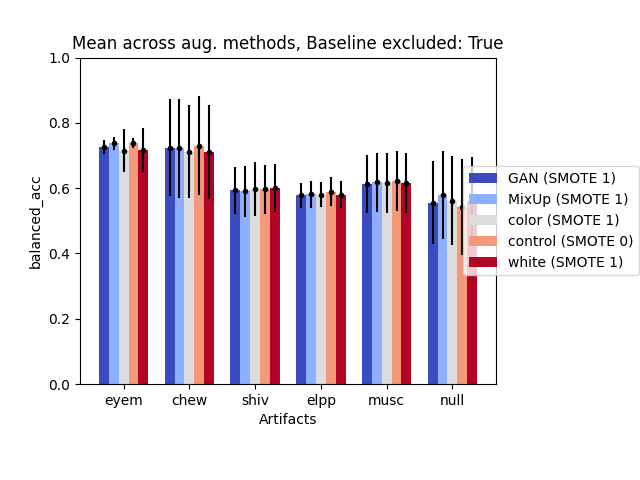 Mean across aug. methods, Baseline excluded: True
1.0
0.8
0.6
0.4
0.2
0.0
balanced_acc
eyem chew shiv elpp musc null
Artifacts
GAN (SMOTE 1)
MixUp (SMOTE 1)
color (SMOTE 1)
control (SMOTE 0)
white (SMOTE 1)